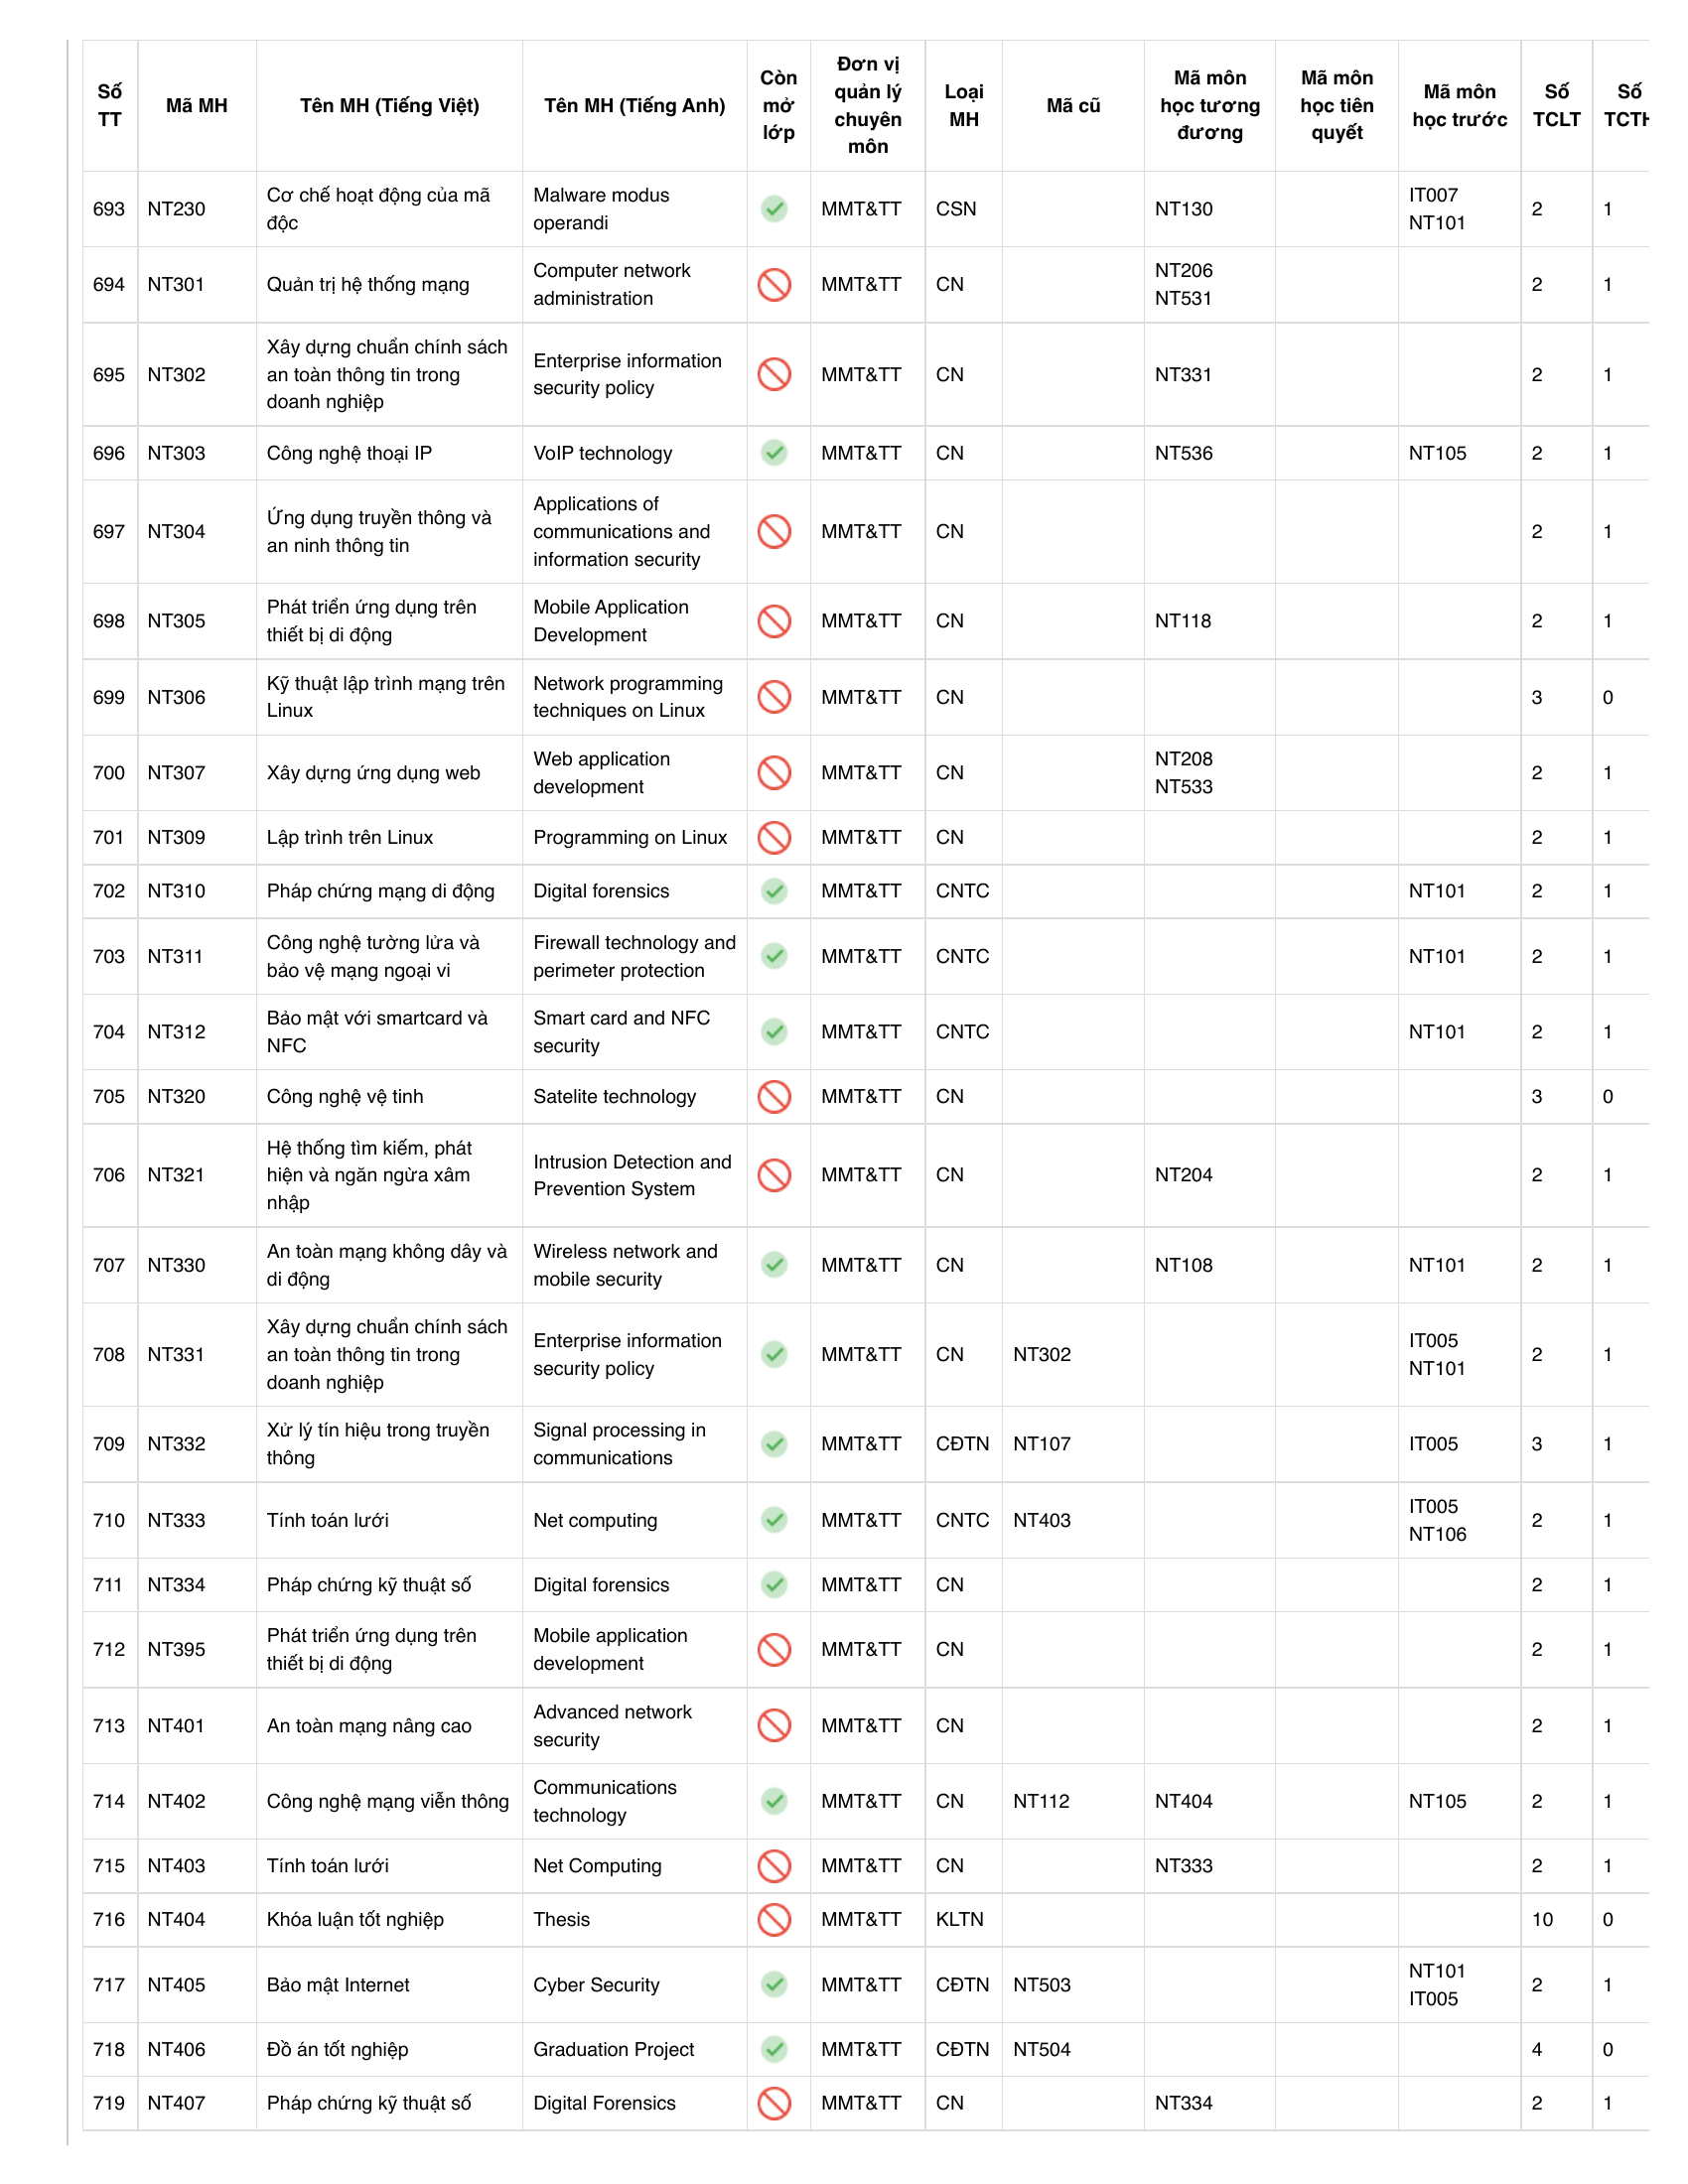 Số TT Mã MH Tên MH (Tiếng Việt) Tên MH (Tiếng Anh) Còn mở lớp Đơn vị quản lý chuyên môn Loại MH Mã cũ Mã môn học tương đương Mã môn học tiên quyết Mã môn học trước Số TCLT Số TCTH
693 NT230 Cơ chế hoạt động của mã độc Malware modus operandi MMT&TT CSN NT130 IT007 NT101 2 1
694 NT301 Quản trị hệ thống mạng Computer network administration MMT&TT CN NT206 NT531 2 1
695 NT302 Xây dựng chuẩn chính sách an toàn thông tin trong doanh nghiệp Enterprise information security policy MMT&TT CN NT331 2 1
696 NT303 Công nghệ thoại IP VoIP technology MMT&TT CN NT536 NT105 2 1
697 NT304 Ứng dụng truyền thông và an ninh thông tin Applications of communications and information security MMT&TT CN 2 1
698 NT305 Phát triển ứng dụng trên thiết bị di động Mobile Application Development MMT&TT CN NT118 2 1
699 NT306 Kỹ thuật lập trình mạng trên Linux Network programming techniques on Linux MMT&TT CN 3 0
700 NT307 Xây dựng ứng dụng web Web application development MMT&TT CN NT208 NT533 2 1
701 NT309 Lập trình trên Linux Programming on Linux MMT&TT CN 2 1
702 NT310 Pháp chứng mạng di động Digital forensics MMT&TT CNTC NT101 2 1
703 NT311 Công nghệ tường lửa và bảo vệ mạng ngoại vi Firewall technology and perimeter protection MMT&TT CNTC NT101 2 1
704 NT312 Bảo mật với smartcard và NFC Smart card and NFC security MMT&TT CNTC NT101 2 1
705 NT320 Công nghệ vệ tinh Satelite technology MMT&TT CN 3 0
706 NT321 Hệ thống tìm kiếm, phát hiện và ngăn ngừa xâm nhập Intrusion Detection and Prevention System MMT&TT CN NT204 2 1
707 NT330 An toàn mạng không dây và di động Wireless network and mobile security MMT&TT CN NT108 NT101 2 1
708 NT331 Xây dựng chuẩn chính sách an toàn thông tin trong doanh nghiệp Enterprise information security policy MMT&TT CN NT302 IT005 NT101 2 1
709 NT332 Xử lý tín hiệu trong truyền thông Signal processing in communications MMT&TT CĐTN NT107 IT005 3 1
710 NT333 Tính toán lưới Net computing MMT&TT CNTC NT403 IT005 NT106 2 1
711 NT334 Pháp chứng kỹ thuật số Digital forensics MMT&TT CN 2 1
712 NT395 Phát triển ứng dụng trên thiết bị di động Mobile application development MMT&TT CN 2 1
713 NT401 An toàn mạng nâng cao Advanced network security MMT&TT CN 2 1
714 NT402 Công nghệ mạng viễn thông Communications technology MMT&TT CN NT112 NT404 NT105 2 1
715 NT403 Tính toán lưới Net Computing MMT&TT CN NT333 2 1
716 NT404 Khóa luận tốt nghiệp Thesis MMT&TT KLTN 10 0
717 NT405 Bảo mật Internet Cyber Security MMT&TT CĐTN NT503 NT101 IT005 2 1
718 NT406 Đồ án tốt nghiệp Graduation Project MMT&TT CĐTN NT504 4 0
719 NT407 Pháp chứng kỹ thuật số Digital Forensics MMT&TT CN NT334 2 1